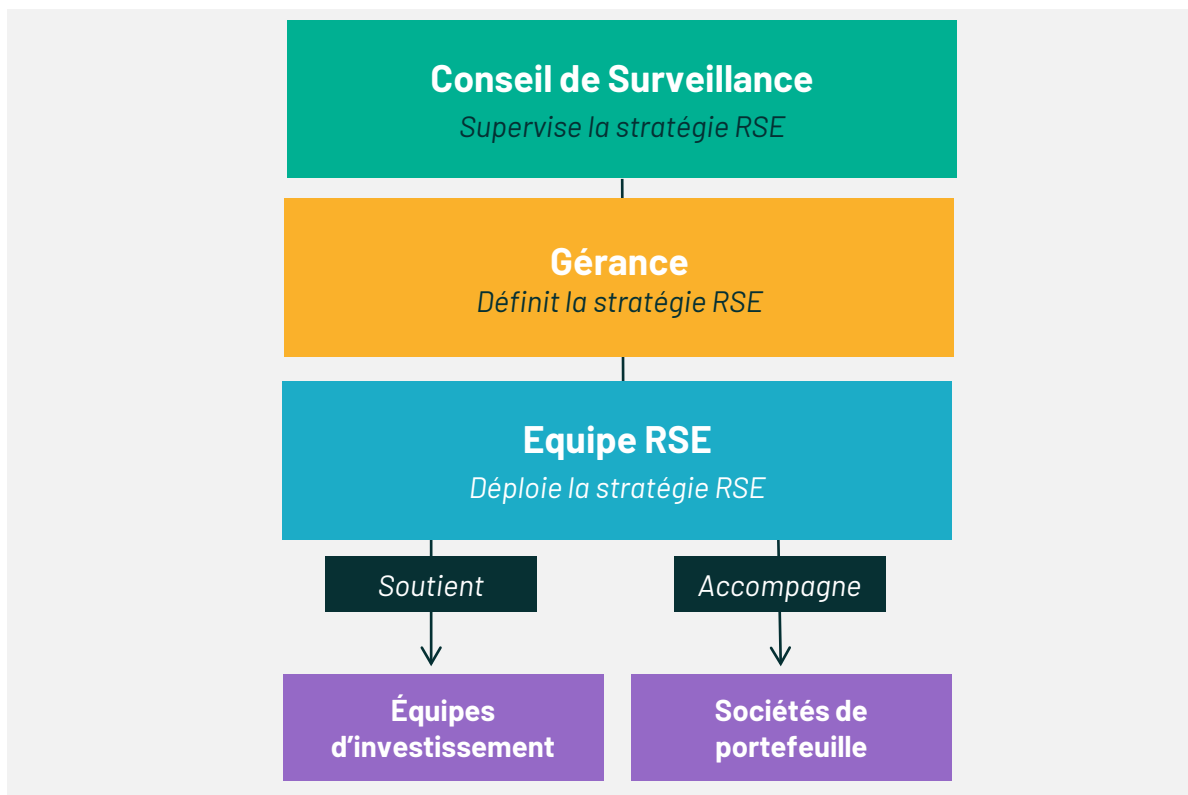 Conseil de Surveillance
Supervise la stratégie RSE
Gérance
Définit la stratégie RSE
Equipe RSE
Déploie la stratégie RSE
Soutient
Accompagne
Équipes
d’investissement
Sociétés de
portefeuille